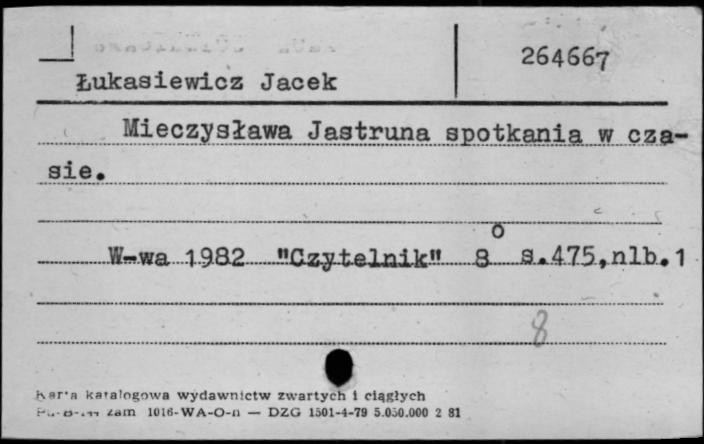 264667
Łukasiewicz Jacek
Mieczysława Jastruna spotkania w cza-
sie.
W-wa 1982 "Czytelnik" 8° s.475,nlb.1
8
Karta katalogowa wydawnictw zwartych i ciągłych
zam 1016-WA-O-n — DZG 1501-4-79 5.050.000 2 81